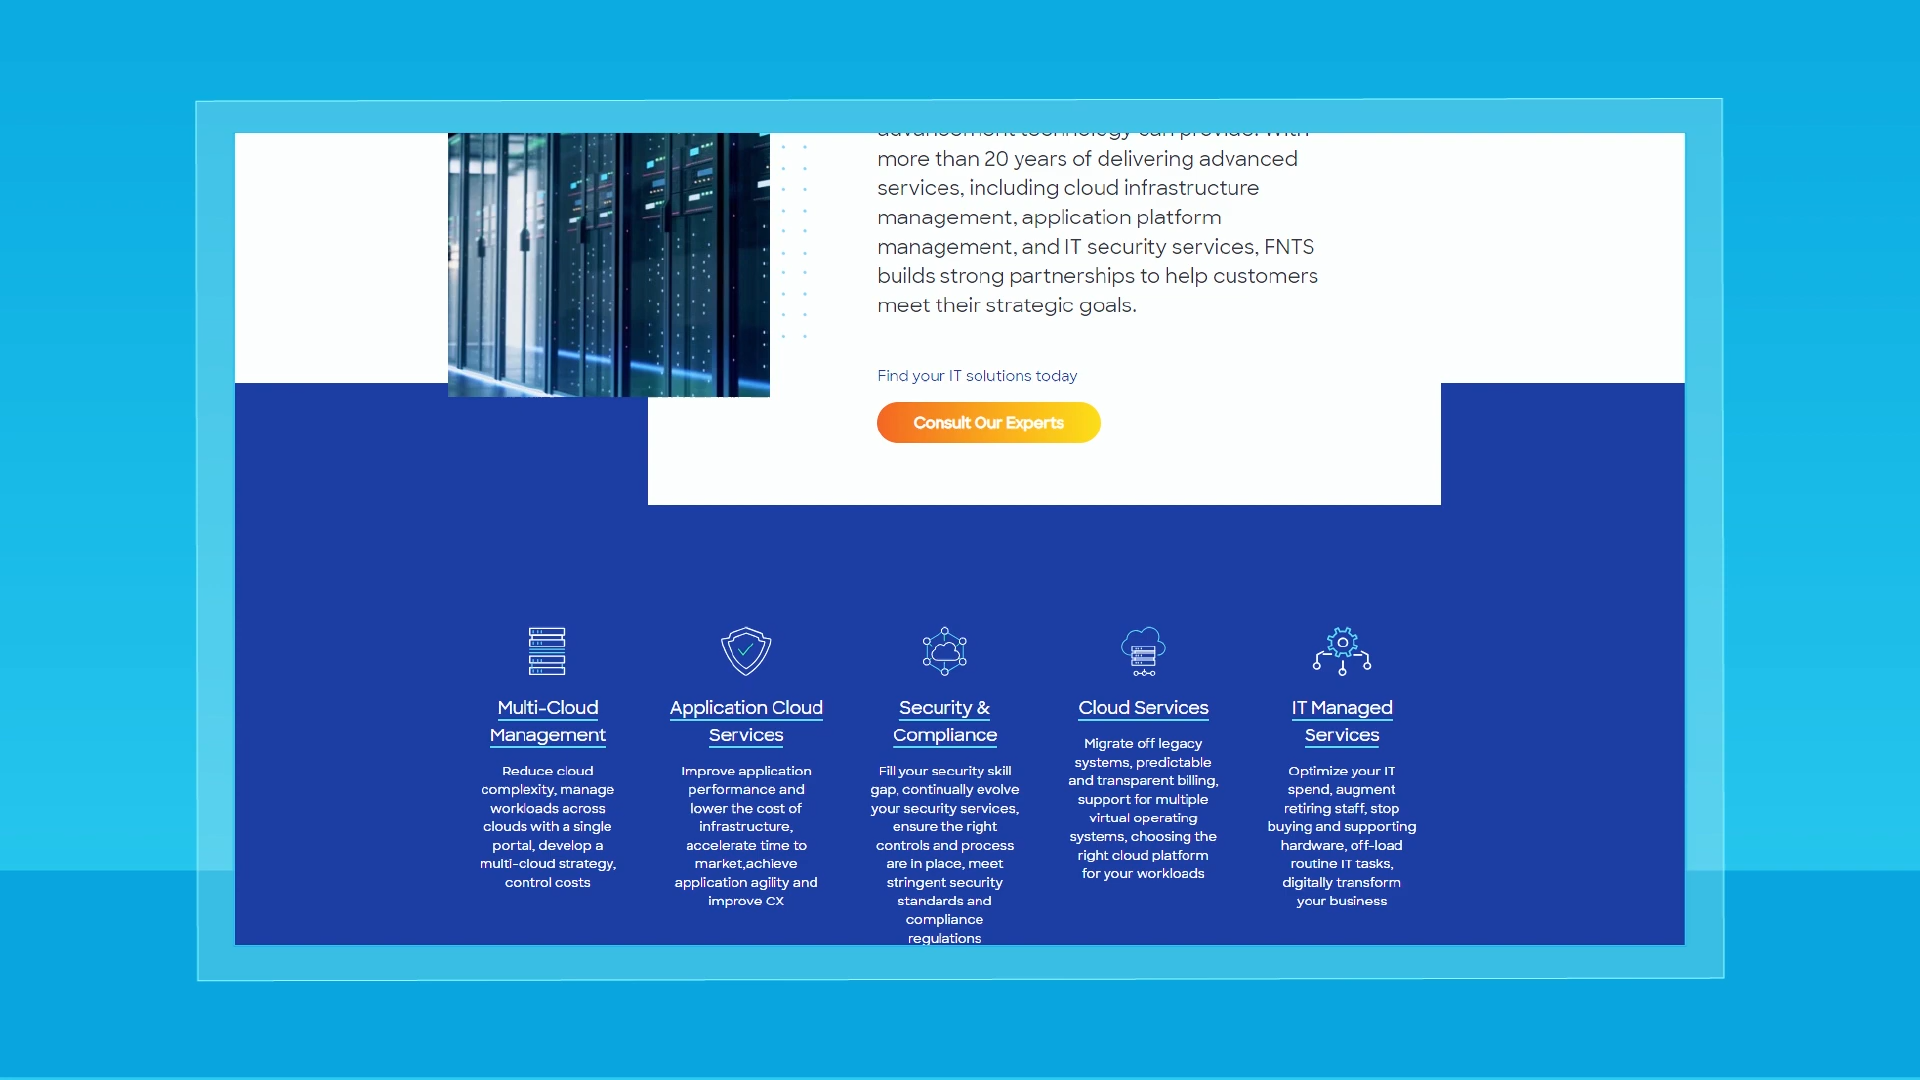 advancement technology can provide. With
more than 20 years of delivering advanced
services, including cloud infrastructure
management, application platform
management, and IT security services, FNTS
builds strong partnerships to help customers
meet their strategic goals.
Find your IT solutions today
Consult Our Experts
Multi-Cloud
Management
Reduce cloud
complexity, manage
workloads across
clouds with a single
portal, develop a
multi-cloud strategy,
control costs
Application Cloud
Services
Improve application
performance and
lower the cost of
infrastructure,
accelerate time to
market,achieve
application agility and
improve CX
Security &
Compliance
Fill your security skill
gap, continually evolve
your security services,
ensure the right
controls and process
are in place, meet
stringent security
standards and
compliance
regulations
Cloud Services
Migrate off legacy
systems, predictable
and transparent billing,
support for multiple
virtual operating
systems, choosing the
right cloud platform
for your workloads
IT Managed
Services
Optimize your IT
spend, augment
retiring staff, stop
buying and supporting
hardware, off-load
routine IT tasks,
digitally transform
your business